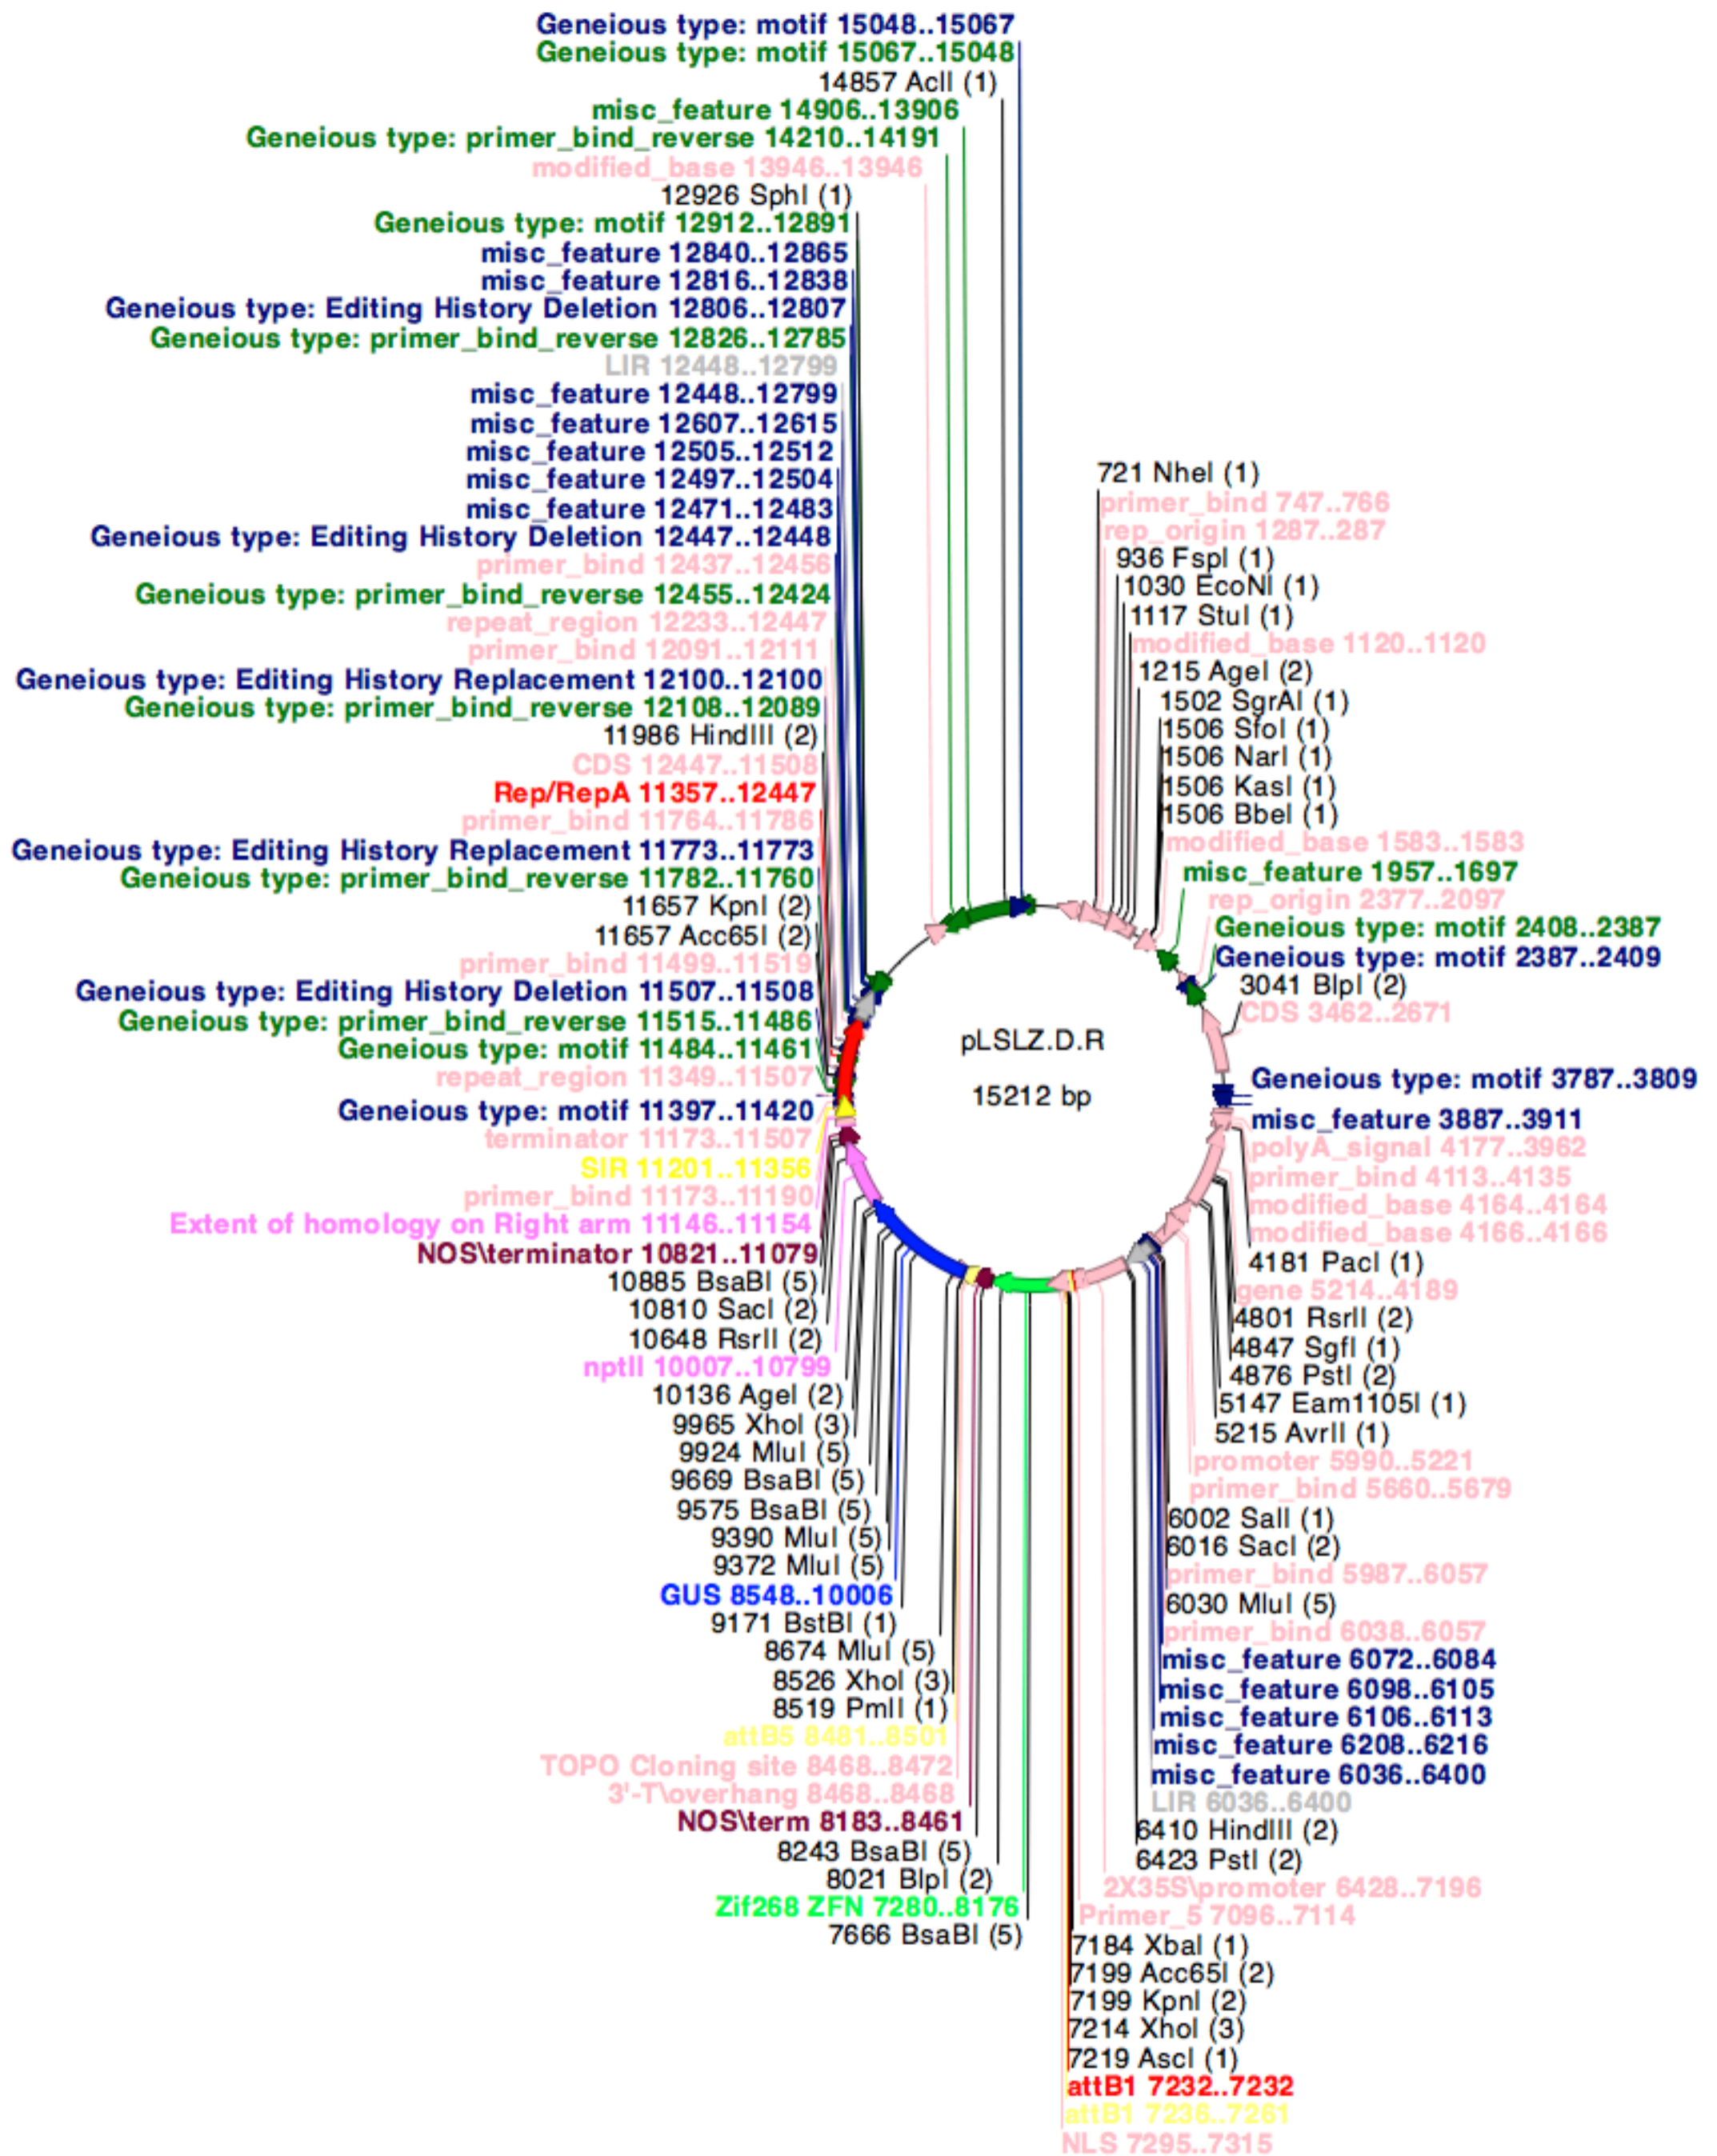 Geneious type: motif 15048..15067
Geneious type: motif 15067..15048
14857 AclI (1)
misc_feature 14906..13906
Geneious type: primer_bind_reverse 14210..14191
modified_base 13946..13946
12926 SphI (1)
Geneious type: motif 12912..12891
misc_feature 12840..12865
misc_feature 12816..12838
Geneious type: Editing History Deletion 12806..12807
Geneious type: primer_bind_reverse 12826..12785
LIR 12448..12799
misc_feature 12448..12799
misc_feature 12607..12615
misc_feature 12505..12512
misc_feature 12497..12504
misc_feature 12471..12483
Geneious type: Editing History Deletion 12447..12448
primer_bind 12437..12456
Geneious type: primer_bind_reverse 12455..12424
repeat_region 12233..12447
primer_bind 12091..12111
Geneious type: Editing History Replacement 12100..12100
Geneious type: primer_bind_reverse 12108..12089
11986 HindIII (2)
CDS 12447..11508
Rep/RepA 11357..12447
primer_bind 11764..11786
Geneious type: Editing History Replacement 11773..11773
Geneious type: primer_bind_reverse 11782..11760
11657 KpnI (2)
11657 Acc65I (2)
primer_bind 11499..11519
Geneious type: Editing History Deletion 11507..11508
Geneious type: primer_bind_reverse 11515..11486
Geneious type: motif 11484..11461
repeat_region 11349..11507
Geneious type: motif 11397..11420
terminator 11173..11507
SIR 11201..11356
primer_bind 11173..11190
Extent of homology on Right arm 11146..11154
NOS\terminator 10821..11079
10885 BsaBI (5)
10810 SacI (2)
10648 RsrII (2)
nptII 10007..10799
10136 AgeI (2)
9965 XhoI (3)
9924 MluI (5)
9669 BsaBI (5)
9575 BsaBI (5)
9390 MluI (5)
9372 MluI (5)
GUS 8548..10006
9171 BstBI (1)
8674 MluI (5)
8526 XhoI (3)
8519 PmlI (1)
attB5 8481..8501
TOPO Cloning site 8468..8472
3'-T\overhang 8468..8468
NOS\term 8183..8461
8243 BsaBI (5)
8021 BlpI (2)
Zif268 ZFN 7280..8176
7666 BsaBI (5)
pLSLZ.D.R
15212 bp
721 NheI (1)
primer_bind 747..766
rep_origin 1287..287
936 FspI (1)
1030 EcoNI (1)
1117 StuI (1)
modified_base 1120..1120
1215 AgeI (2)
1502 SgrAI (1)
1506 SfoI (1)
1506 NarI (1)
1506 KasI (1)
1506 BbeI (1)
modified_base 1583..1583
misc_feature 1957..1697
rep_origin 2377..2097
Geneious type: motif 2408..2387
Geneious type: motif 2387..2409
3041 BlpI (2)
CDS 3462..2671
Geneious type: motif 3787..3809
misc_feature 3887..3911
polyA_signal 4177..3962
primer_bind 4113..4135
modified_base 4164..4164
modified_base 4166..4166
4181 PacI (1)
gene 5214..4189
4801 RsrII (2)
4847 SgfI (1)
4876 PstI (2)
5147 Eam1105I (1)
5215 AvrII (1)
promoter 5990..5221
primer_bind 5660..5679
6002 SalI (1)
6016 SacI (2)
primer_bind 5987..6057
6030 MluI (5)
primer_bind 6038..6057
misc_feature 6072..6084
misc_feature 6098..6105
misc_feature 6106..6113
misc_feature 6208..6216
misc_feature 6036..6400
LIR 6036..6400
6410 HindIII (2)
6423 PstI (2)
2X35S\promoter 6428..7196
Primer_5 7096..7114
7184 XbaI (1)
7199 Acc65I (2)
7199 KpnI (2)
7214 XhoI (3)
7219 AscI (1)
attB1 7232..7232
attB1 7236..7261
NLS 7295..7315